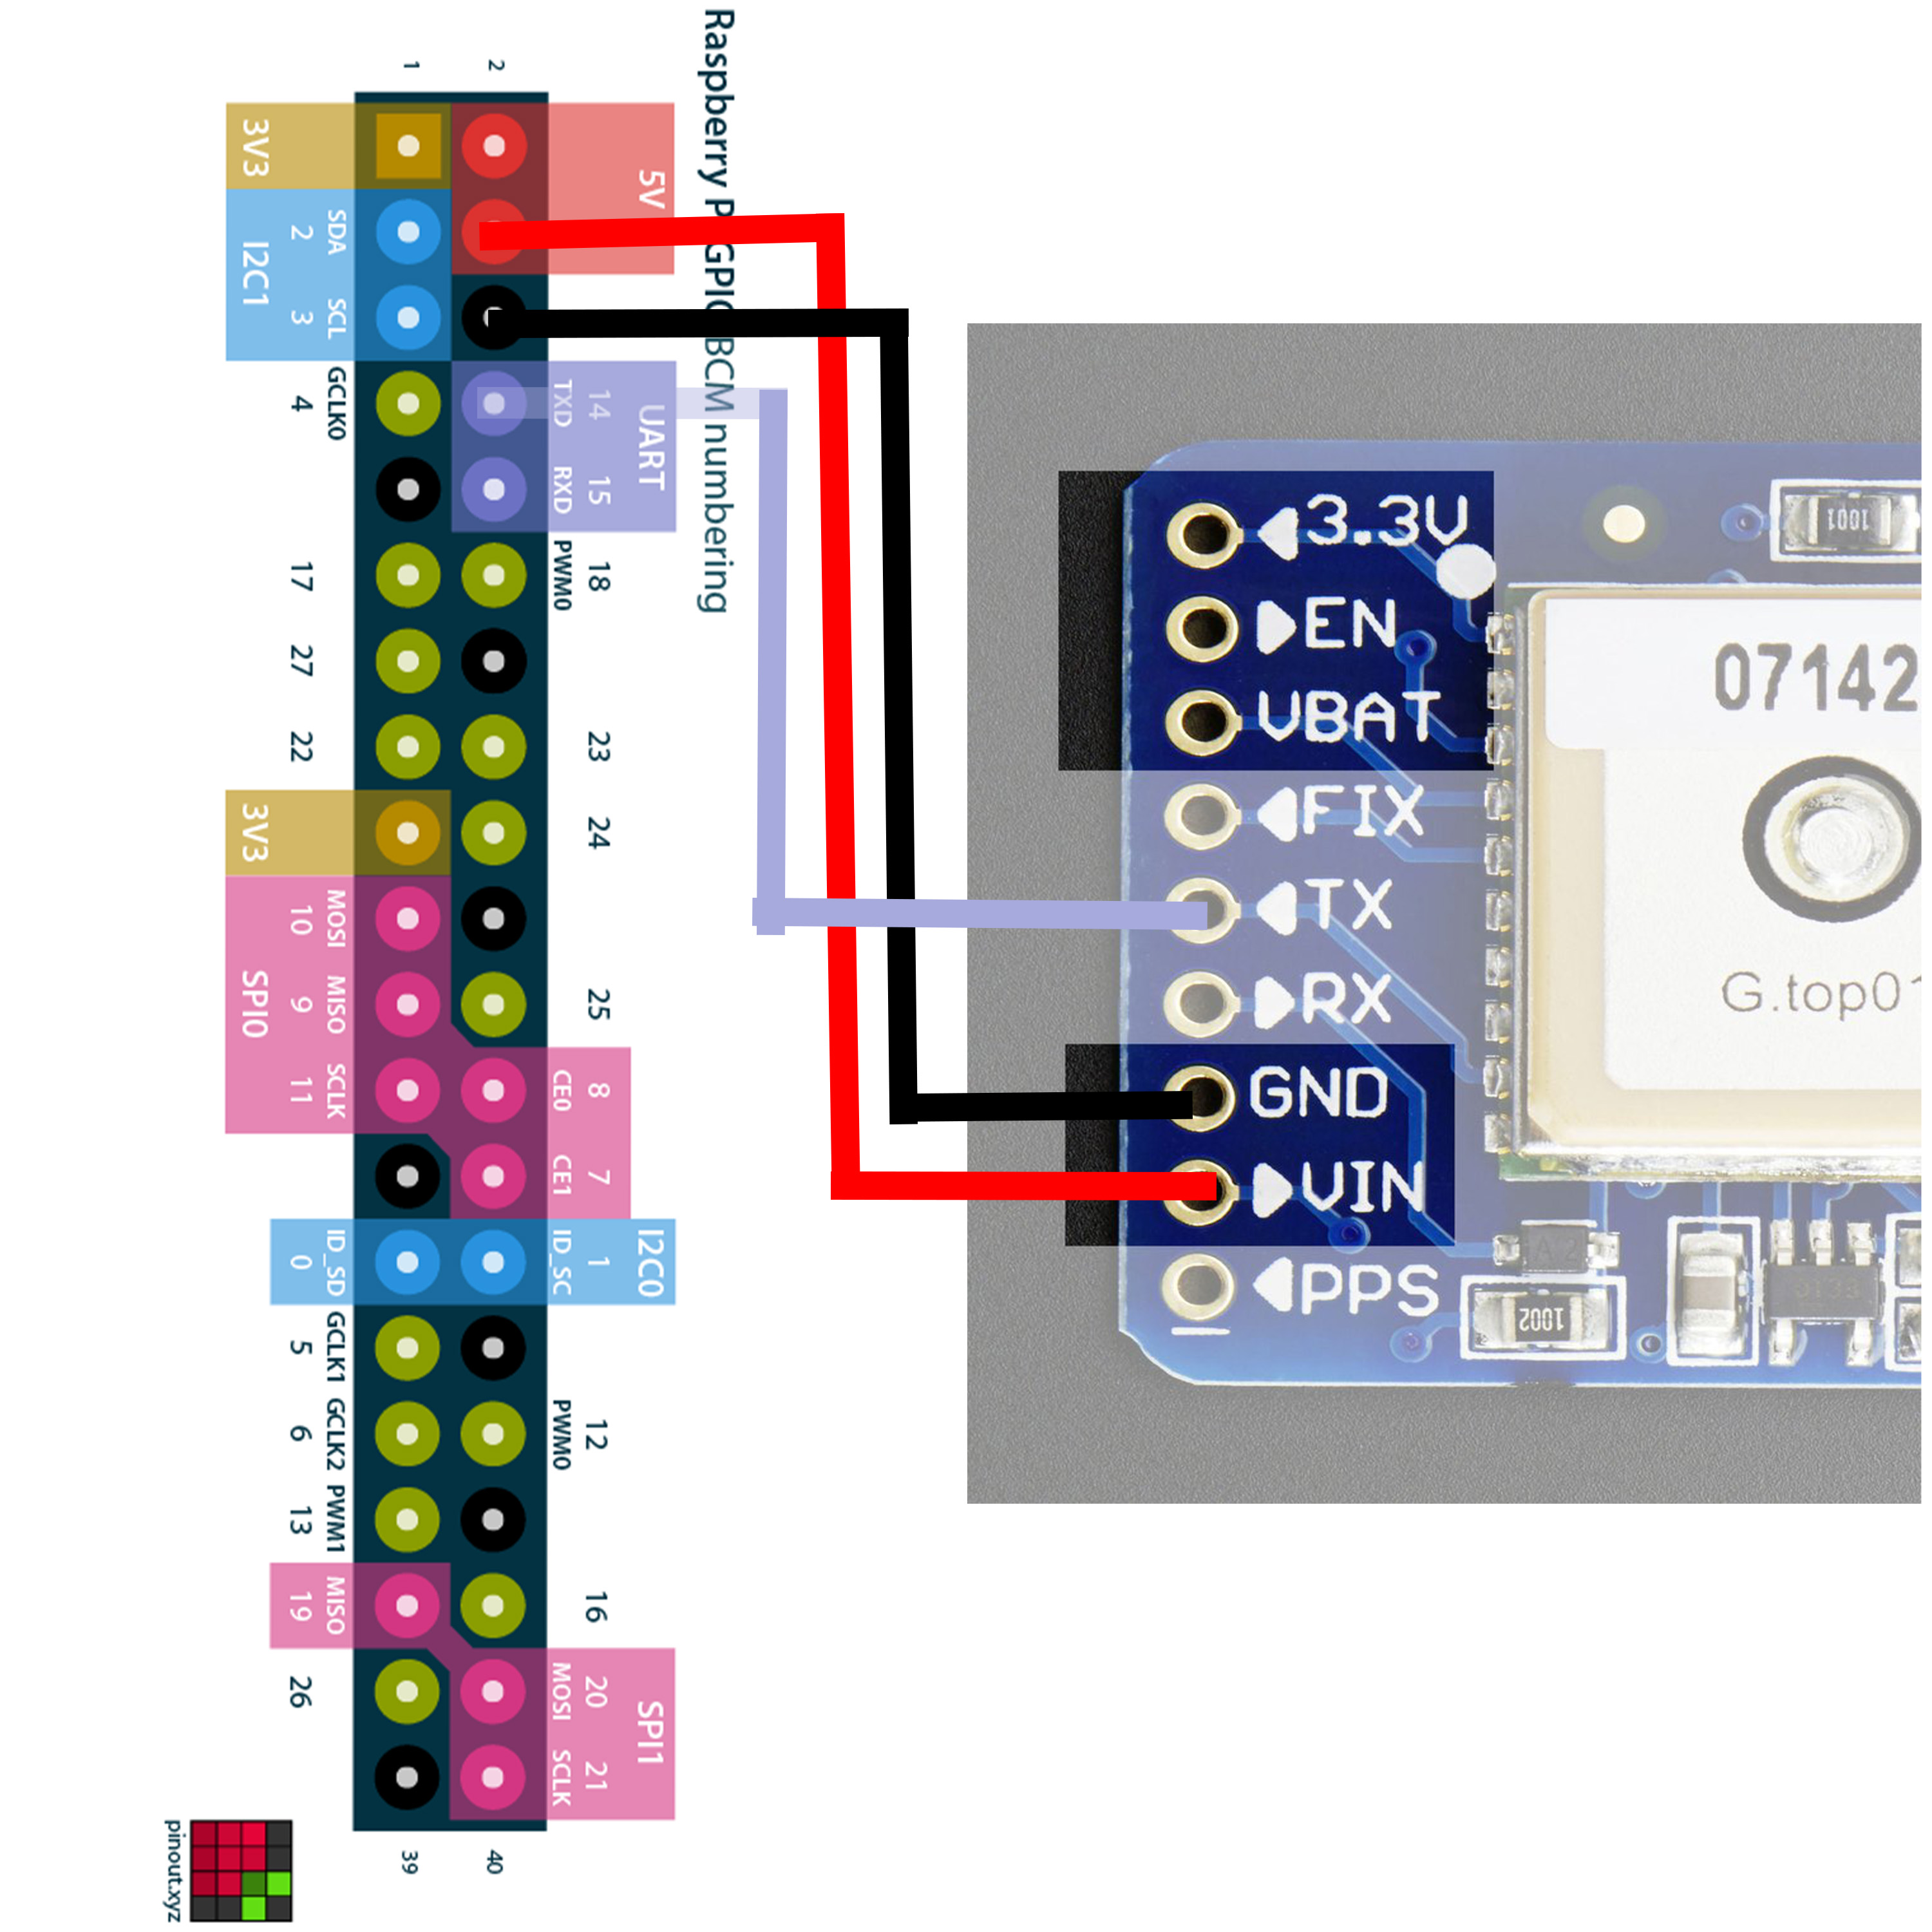 Raspberry P GPIO BCM numbering
1 2
3V3
5V
I2C1
SDA
2
SCL
3
GCLK0
4
UART
14
TXD
15
RXD
17
18
PWM0
27
22
23
3V3
24
SPI0
MOSI
10
MISO
9
25
SCLK
11
8
CE0
7
CE1
ID_SD
0
1
ID_SC
I2C0
GCLK1
5
GCLK2
6
12
PWM0
PWM1
13
MISO
19
16
26
20
MOSI
SPI1
21
SCLK
39 40
pinout.xyz
3.3V
EN
VBAT
FIX
TX
RX
GND
VIN
PPS
1001
07142
G.top01
1002